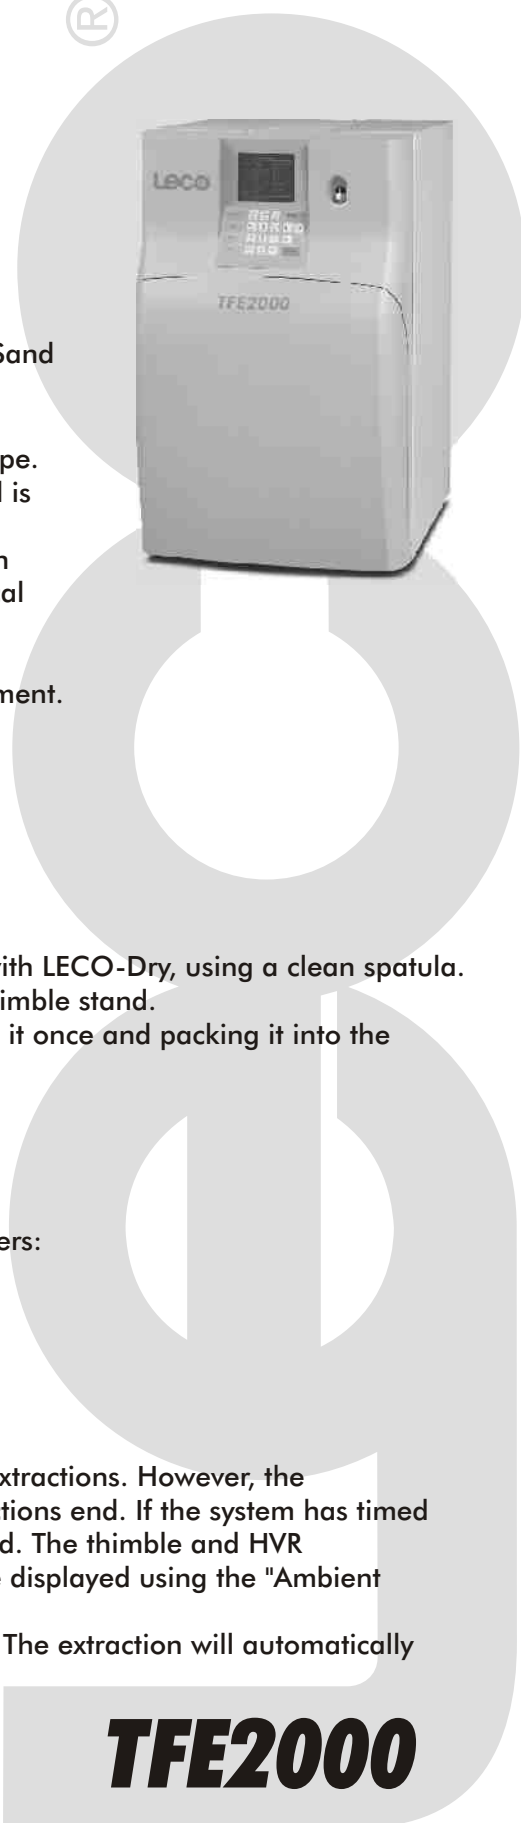 ®
LECO
TFE2000
Sand
pe.
is
al
ment.
with LECO-Dry, using a clean spatula.
imble stand.
it once and packing it into the
ers:
xtractions. However, the
tions end. If the system has timed
d. The thimble and HVR
displayed using the "Ambient
The extraction will automatically
TFE2000